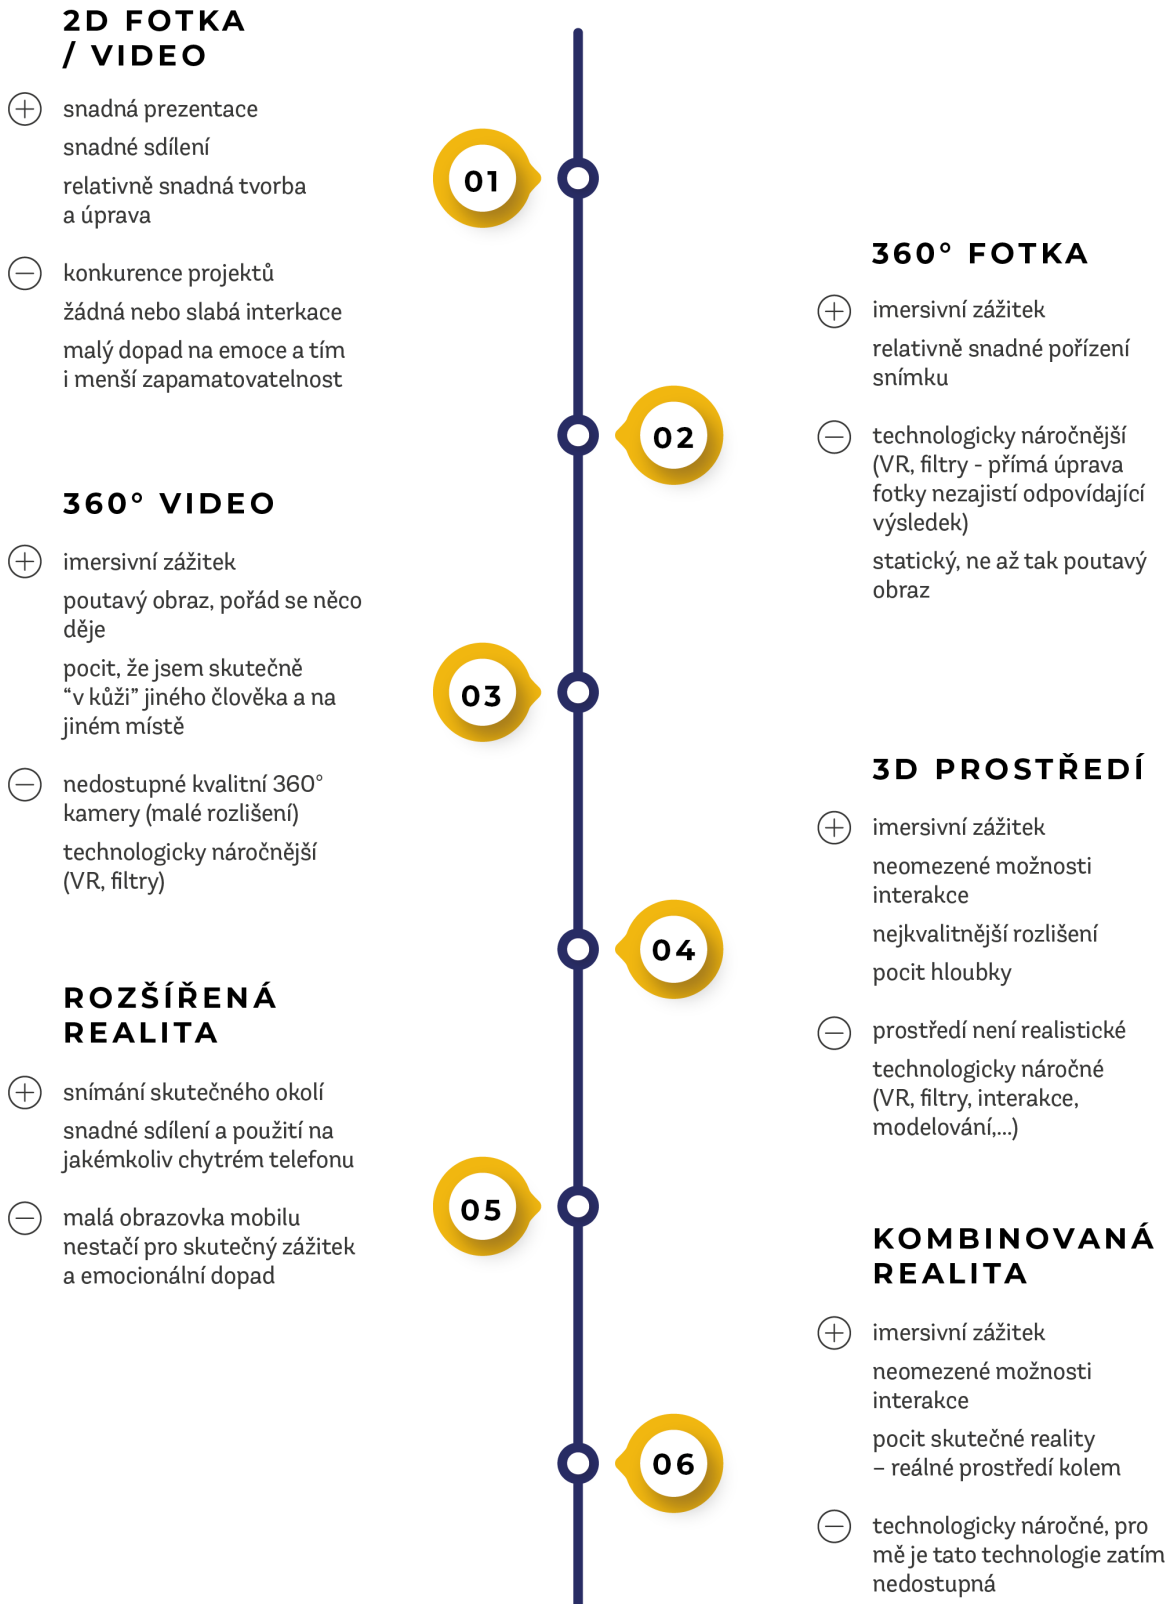 2D FOTKA
/ VIDEO
snadná prezentace
snadné sdílení
relativně snadná tvorba
a úprava
konkurence projektů
žádná nebo slabá interkace
malý dopad na emoce a tím
i menší zapamatovatelnost
01
360° FOTKA
imersivní zážitek
relativně snadné pořízení
snímku
technologicky náročnější
(VR, filtry - přímá úprava
fotky nezajistí odpovídající
výsledek)
statický, ne až tak poutavý
obraz
02
360° VIDEO
imersivní zážitek
poutavý obraz, pořád se něco
děje
pocit, že jsem skutečně
“v kůži” jiného člověka a na
jiném místě
nedostupné kvalitní 360°
kamery (malé rozlišení)
technologicky náročnější
(VR, filtry)
03
3D PROSTŘEDÍ
imersivní zážitek
neomezené možnosti
interakce
nejkvalitnější rozlišení
pocit hloubky
prostředí není realistické
technologicky náročné
(VR, filtry, interakce,
modelování,...)
04
ROZŠÍŘENÁ
REALITA
snímání skutečného okolí
snadné sdílení a použití na
jakémkoliv chytrém telefonu
malá obrazovka mobilu
nestačí pro skutečný zážitek
a emocionální dopad
05
KOMBINOVANÁ
REALITA
imersivní zážitek
neomezené možnosti
interakce
pocit skutečné reality
– reálné prostředí kolem
technologicky náročné, pro
mě je tato technologie zatím
nedostupná
06